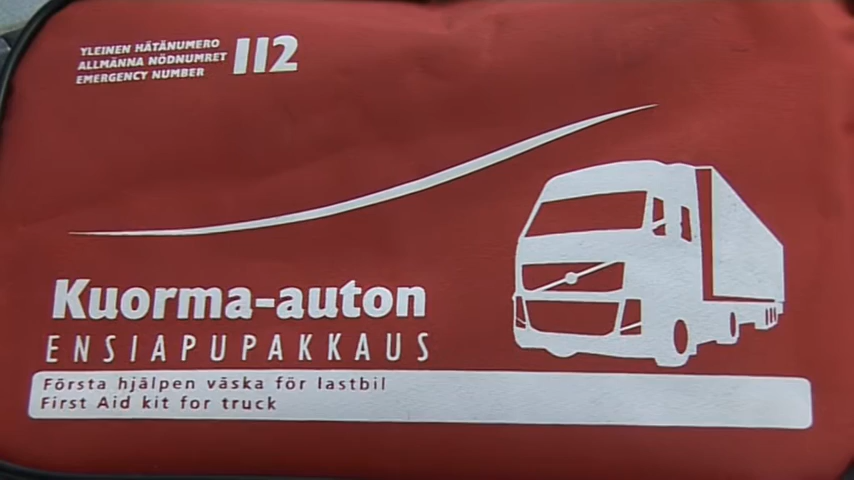 YLEINEN HÄTÄNUMERO
ALLMÄNNA NÖDNUMRET
EMERGENCY NUMBER
112
Kuorma-auton
ENSIAPUPAKKAUS
Första hjälpen väska för lastbil
First Aid kit for truck